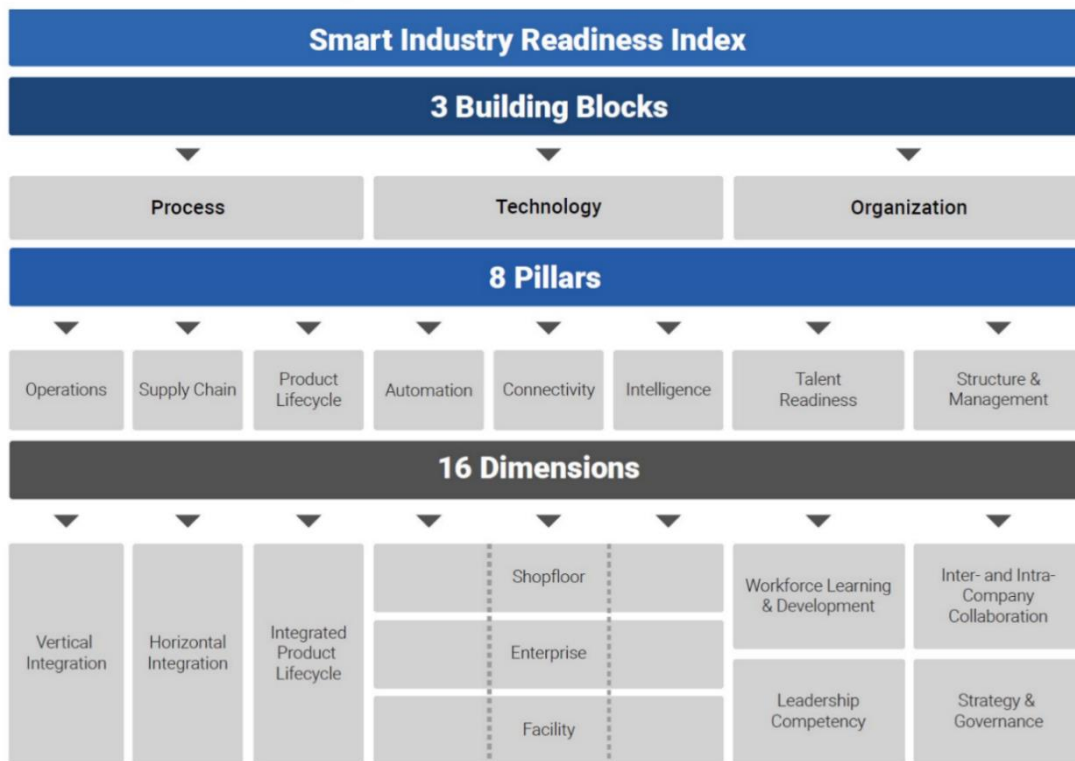 Smart Industry Readiness Index
3 Building Blocks
Process
Technology
Organization
8 Pillars
Operations
Supply Chain
Product
Lifecycle
Automation
Connectivity
Intelligence
Talent
Readiness
Structure &
Management
16 Dimensions
Vertical
Integration
Horizontal
Integration
Integrated
Product
Lifecycle
Shopfloor
Enterprise
Facility
Workforce Learning
& Development
Leadership
Competency
Inter- and Intra-
Company
Collaboration
Strategy &
Governance